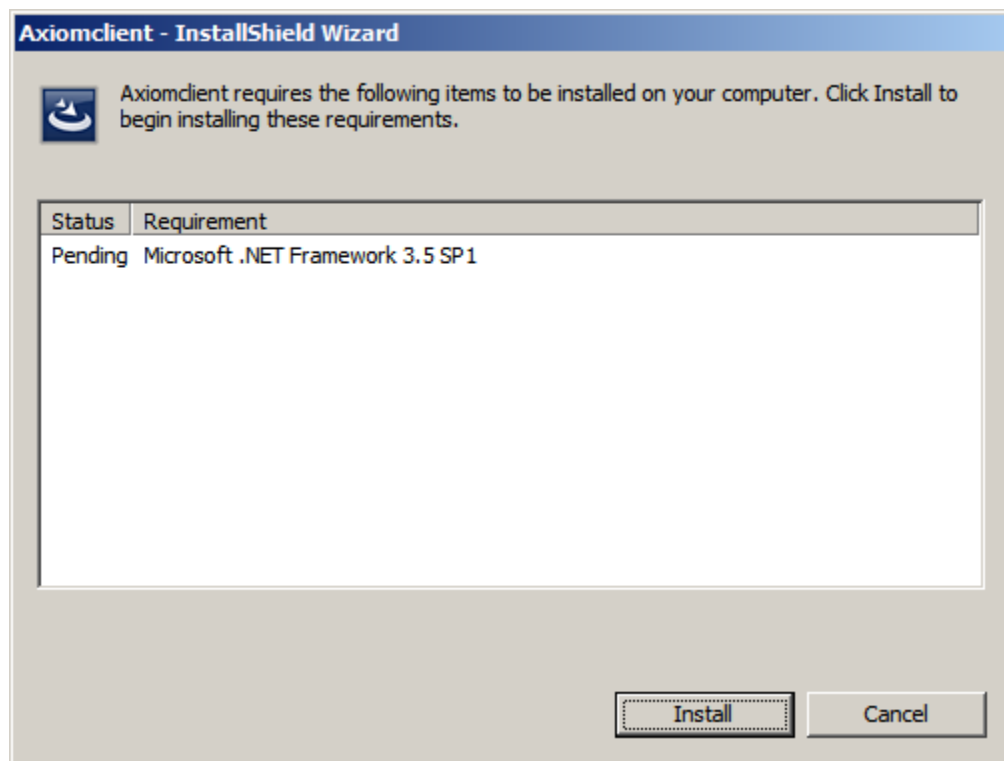 Axiomclient - InstallShield Wizard
Axiomclient requires the following items to be installed on your computer. Click Install to
begin installing these requirements.
Status Requirement
Pending Microsoft .NET Framework 3.5 SP1
Install Cancel